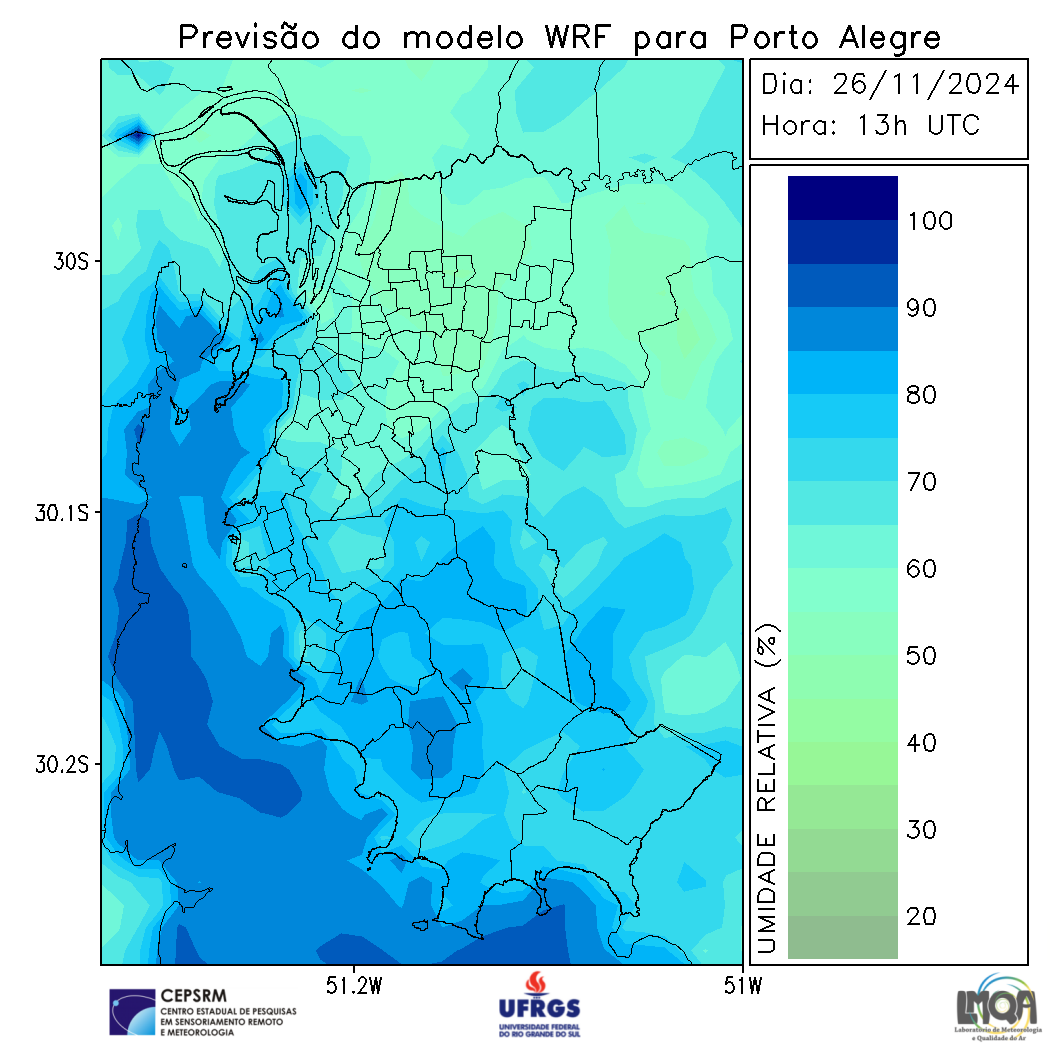 Previsão do modelo WRF para Porto Alegre
Dia: 26/11/2024
Hora: 13h UTC
100
90
80
70
60
50
40
30
20
UMIDADE RELATIVA (%)
30S
30.1S
30.2S
51.2W
51W
CEPSRM
CENTRO ESTADUAL DE PESQUISAS
EM SENSORIAMENTO REMOTO
E METEOROLOGIA
UFRGS
UNIVERSIDADE FEDERAL
DO RIO GRANDE DO SUL
LMQA
Laboratório de Meteorologia
e Qualidade do Ar